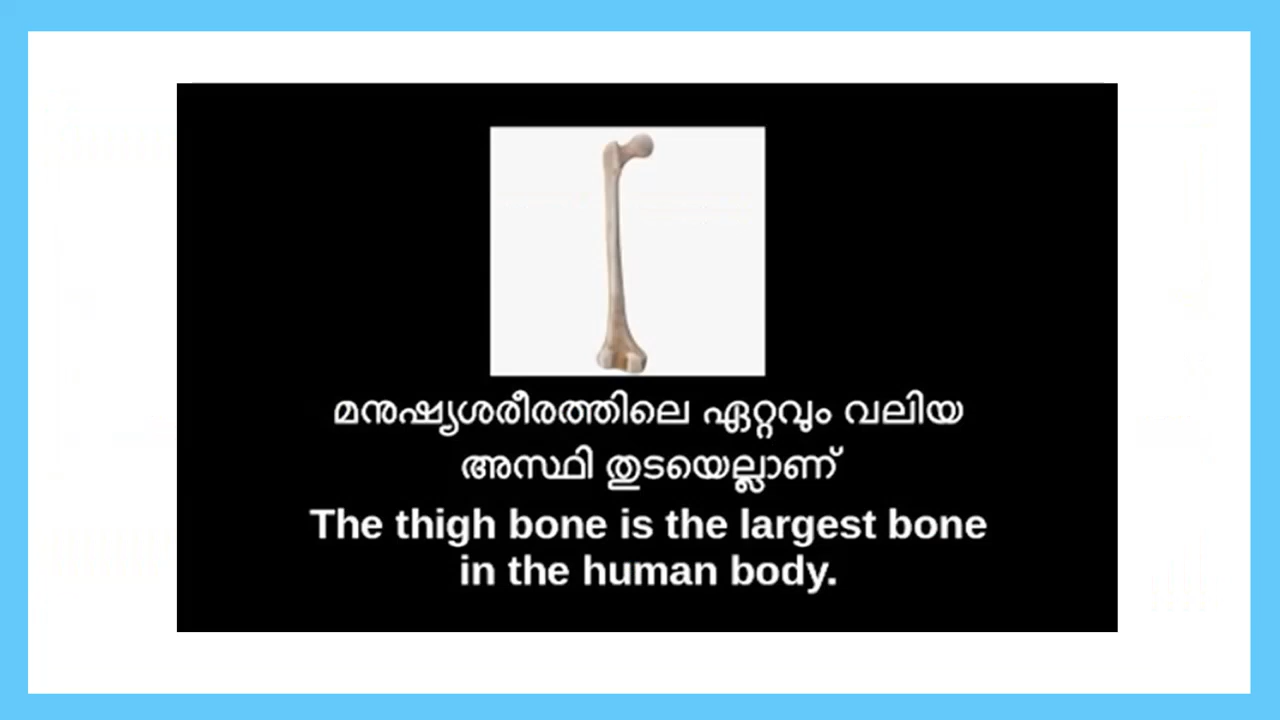 മനുഷ്യശരീരത്തിലെ ഏറ്റവും വലിയ
അസ്ഥി തുടയെല്ലാണ്
The thigh bone is the largest bone
in the human body.